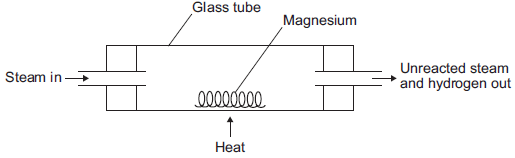 Glass tube
Magnesium
Steam in
Unreacted steam
and hydrogen out
Heat